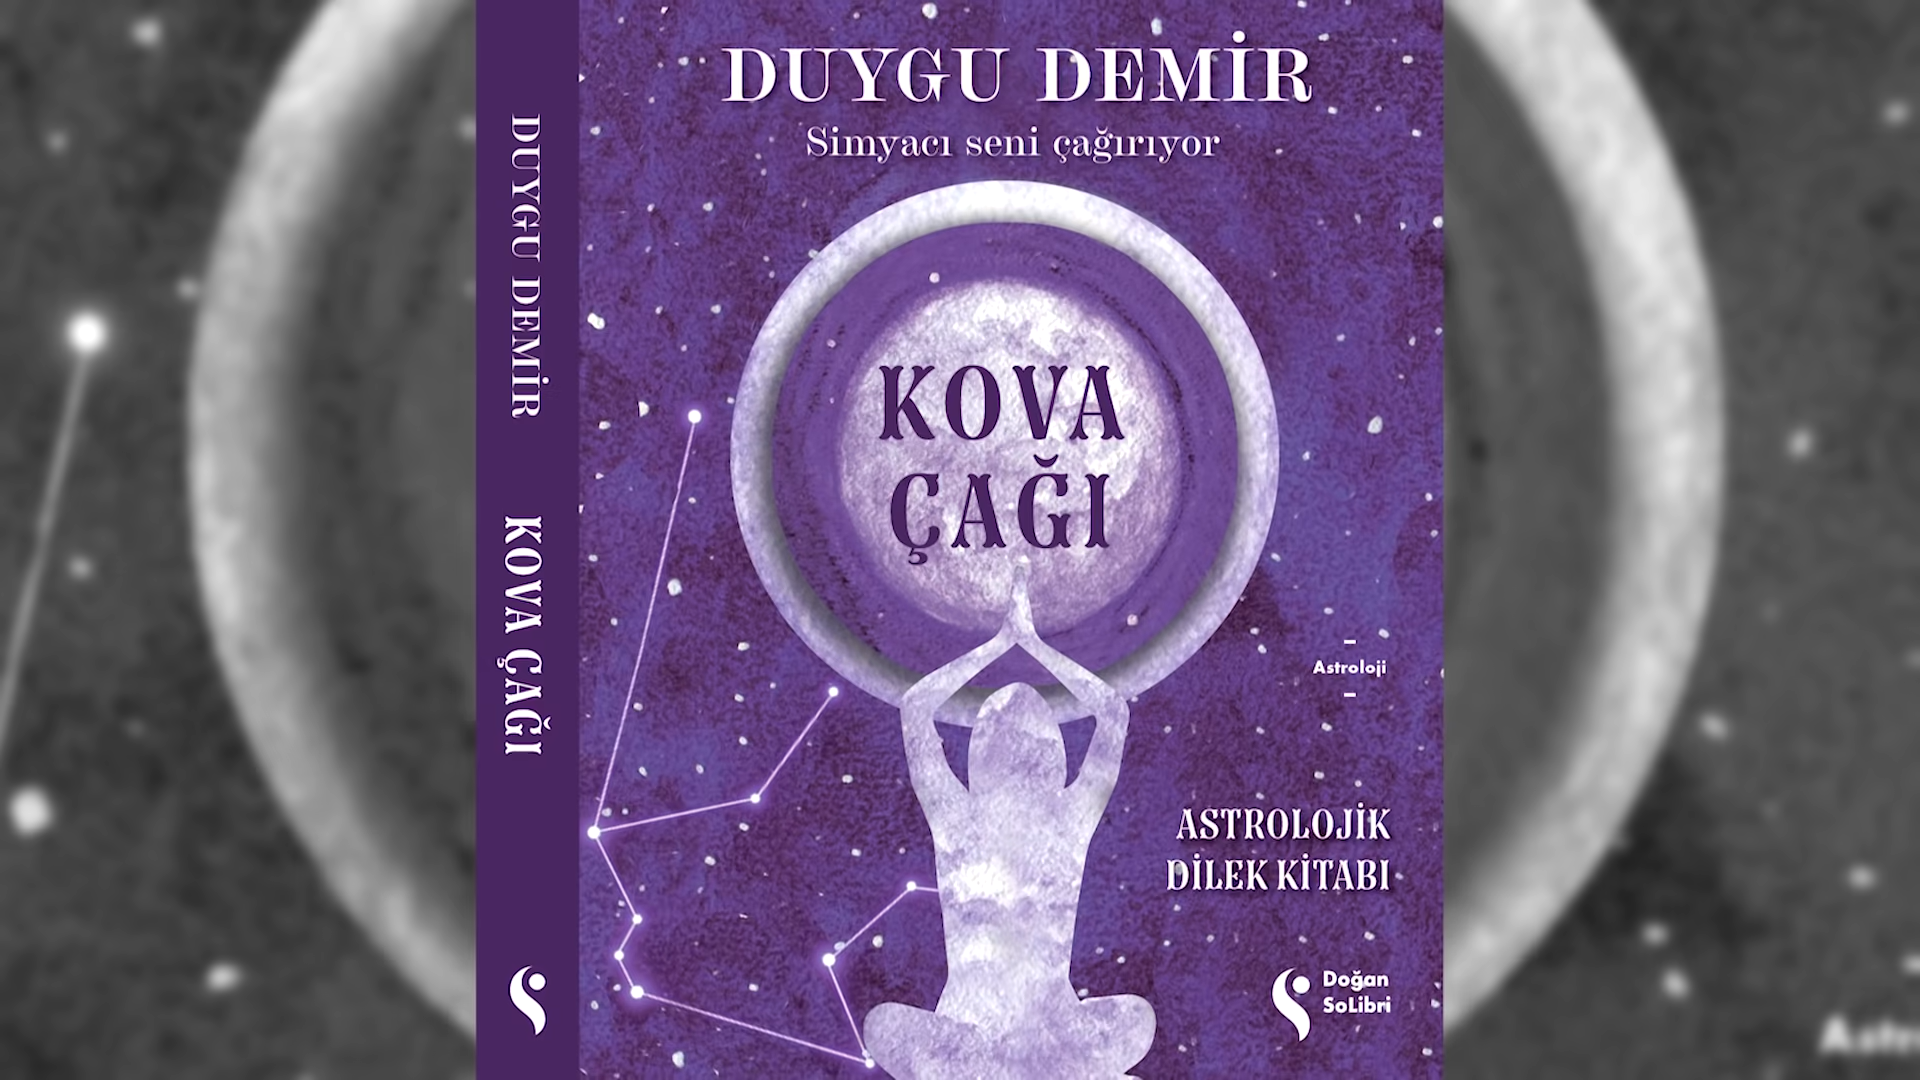 DUYGU DEMİR
KOVA ÇAĞI
DUYGU DEMİR
Simyacı seni çağırıyor
KOVA
ÇAĞI
Astroloji
ASTROLOJİK
DİLEK KİTABI
Doğan
SoLibri